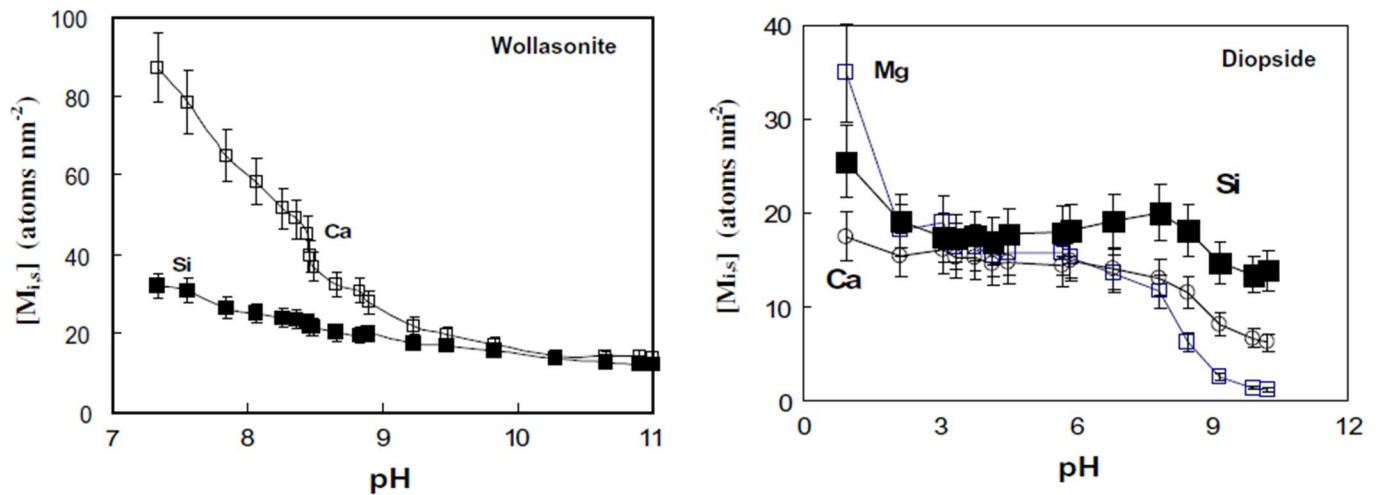 100
80
60
40
20
0
7
8
9
10
11
pH
[Mi,s] (atoms nm-2)
Wollasonite
Ca
Si
40
30
20
10
0
0
3
6
9
12
pH
[Mi,s] (atoms nm-2)
Diopside
Mg
Si
Ca